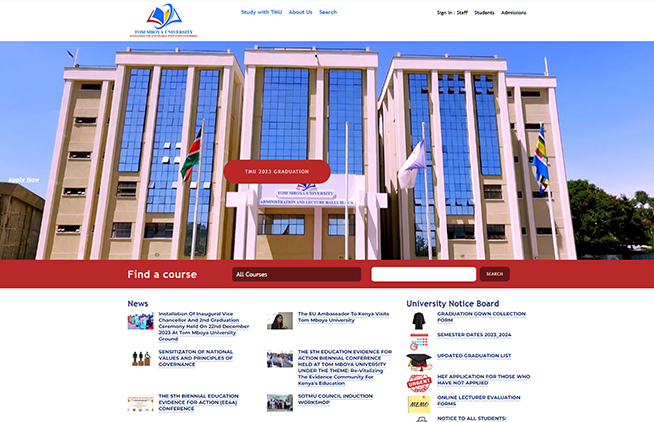 Study with TMU About Us Search
Sign in : Staff Students Admissions
TOM MBOYA UNIVERSITY
Apply Now
TMU 2023 GRADUATION
TOM MBOYA UNIVERSITY
ADMINISTRATION AND LECTURE HALLS BLOCK
Find a course
All Courses
SEARCH
News
Installation Of Inaugural Vice
Chancellor And 2nd Graduation
Ceremony Held On 22nd December
2023 At Tom Mboya University
Ground
SENSITIZATON OF NATIONAL
VALUES AND PRINCIPLES OF
GOVERNANCE
THE 5TH BIENNIAL EDUCATION
EVIDENCE FOR ACTION (EE4A)
CONFERENCE
The EU Ambassador To Kenya Visits
Tom Mboya University
THE 5TH EDUCATION EVIDENCE FOR
ACTION BIENNIAL CONFERENCE
HELD AT TOM MBOYA UNIVERSITY
UNDER THE THEME: Re-Vitalizing
The Evidence Community For
Kenya's Education
SOTMU COUNCIL INDUCTION
WORKSHOP
University Notice Board
GRADUATION GOWN COLLECTION
FORM
SEMESTER DATES 2023_2024
UPDATED GRADUATION LIST
URGENT
HEF APPLICATION FOR THOSE WHO
HAVE NOT APPLIED
MEMO
ONLINE LECTURER EVALUATION
FORMS
NOTICE TO ALL STUDENTS: